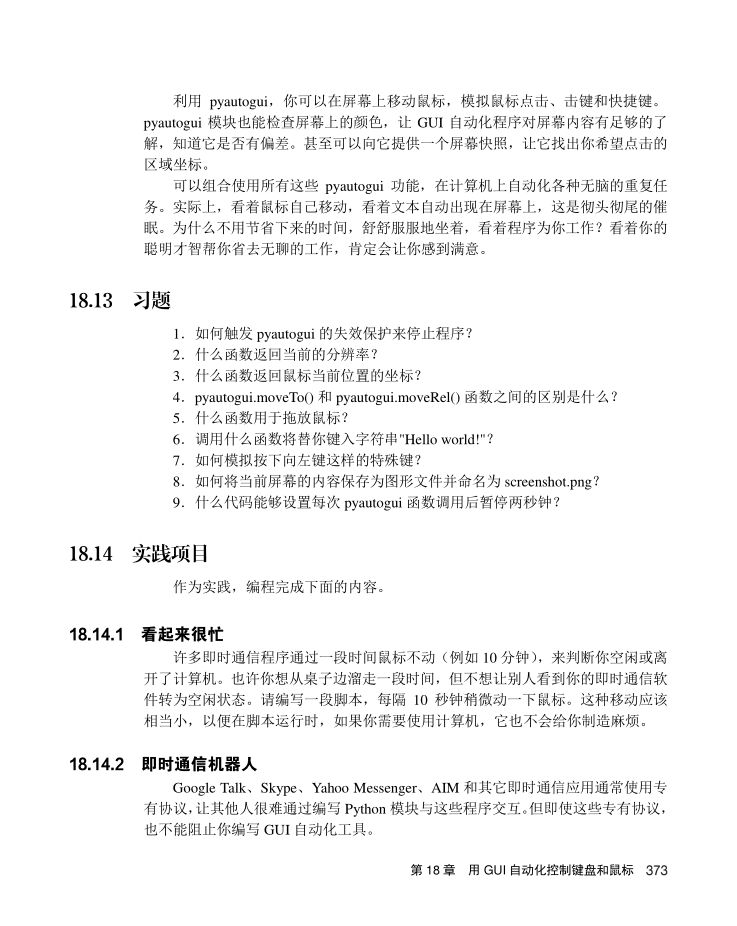 利用 pyautogui，你可以在屏幕上移动鼠标，模拟鼠标点击、击键和快捷键。
pyautogui 模块也能检查屏幕上的颜色，让 GUI 自动化程序对屏幕内容有足够的了
解，知道它是否有偏差。甚至可以向它提供一个屏幕快照，让它找出你希望点击的
区域坐标。
可以组合使用所有这些 pyautogui 功能，在计算机上自动化各种无脑的重复任
务。实际上，看着鼠标自己移动，看着文本自动出现在屏幕上，这是彻头彻尾的催
眠。为什么不用节省下来的时间，舒舒服服地坐着，看着程序为你工作？看着你的
聪明才智帮你省去无聊的工作，肯定会让你感到满意。
18.13 习题
1．如何触发 pyautogui 的失效保护来停止程序？
2．什么函数返回当前的分辨率？
3．什么函数返回鼠标当前位置的坐标？
4．pyautogui.moveTo() 和 pyautogui.moveRel() 函数之间的区别是什么？
5．什么函数用于拖放鼠标？
6．调用什么函数将替你键入字符串"Hello world!"？
7．如何模拟按下向左键这样的特殊键？
8．如何将当前屏幕的内容保存为图形文件并命名为 screenshot.png？
9．什么代码能够设置每次 pyautogui 函数调用后暂停两秒钟？
18.14 实践项目
作为实践，编程完成下面的内容。
18.14.1 看起来很忙
许多即时通信程序通过一段时间鼠标不动（例如 10 分钟），来判断你空闲或离
开了计算机。也许你想从桌子边溜走一段时间，但不想让别人看到你的即时通信软
件转为空闲状态。请编写一段脚本，每隔 10 秒钟稍微动一下鼠标。这种移动应该
相当小，以便在脚本运行时，如果你需要使用计算机，它也不会给你制造麻烦。
18.14.2 即时通信机器人
Google Talk、Skype、Yahoo Messenger、AIM 和其它即时通信应用通常使用专
有协议，让其他人很难通过编写 Python 模块与这些程序交互。但即使这些专有协议，
也不能阻止你编写 GUI 自动化工具。
第 18 章 用 GUI 自动化控制键盘和鼠标 373